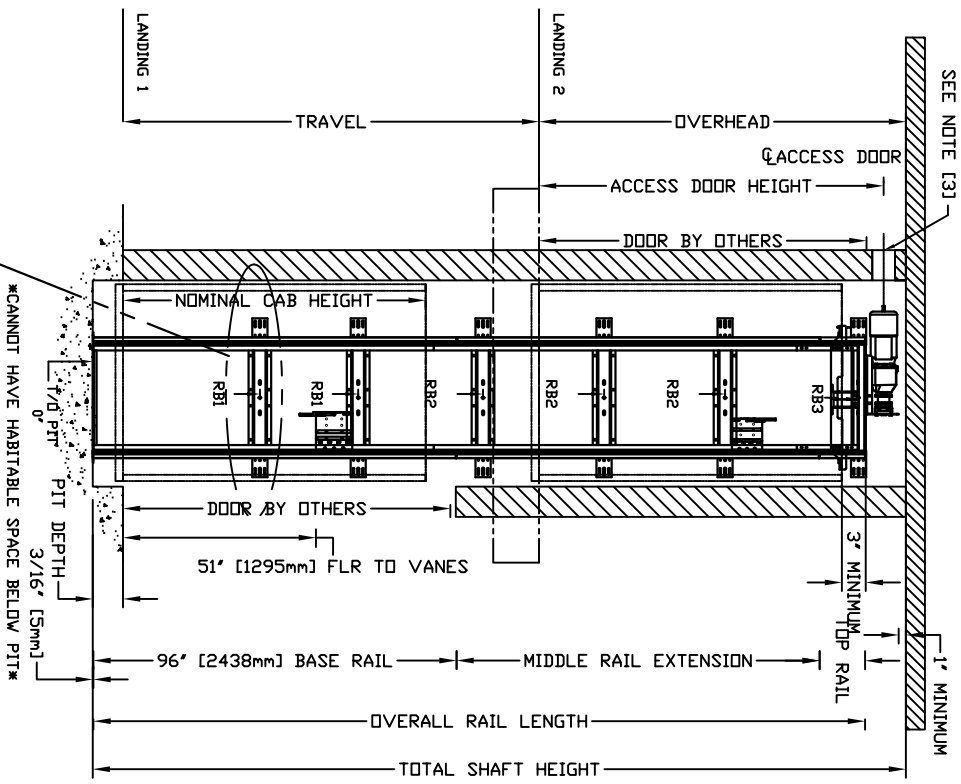 SEE NOTE [3]
LANDING 1
LANDING 2
TRAVEL
OVERHEAD
℄ ACCESS DOOR
ACCESS DOOR HEIGHT
DOOR BY OTHERS
NOMINAL CAB HEIGHT
RB1
RB1
RB2
RB2
RB2
RB3
T/O PIT
0"
DOOR BY OTHERS
51" [1295mm] FLR TO VANES
PIT DEPTH
3/16" [5mm]
*CANNOT HAVE HABITABLE SPACE BELOW PIT*
3" MINIMUM
TOP RAIL
1" MINIMUM
96" [2438mm] BASE RAIL
MIDDLE RAIL EXTENSION
OVERALL RAIL LENGTH
TOTAL SHAFT HEIGHT